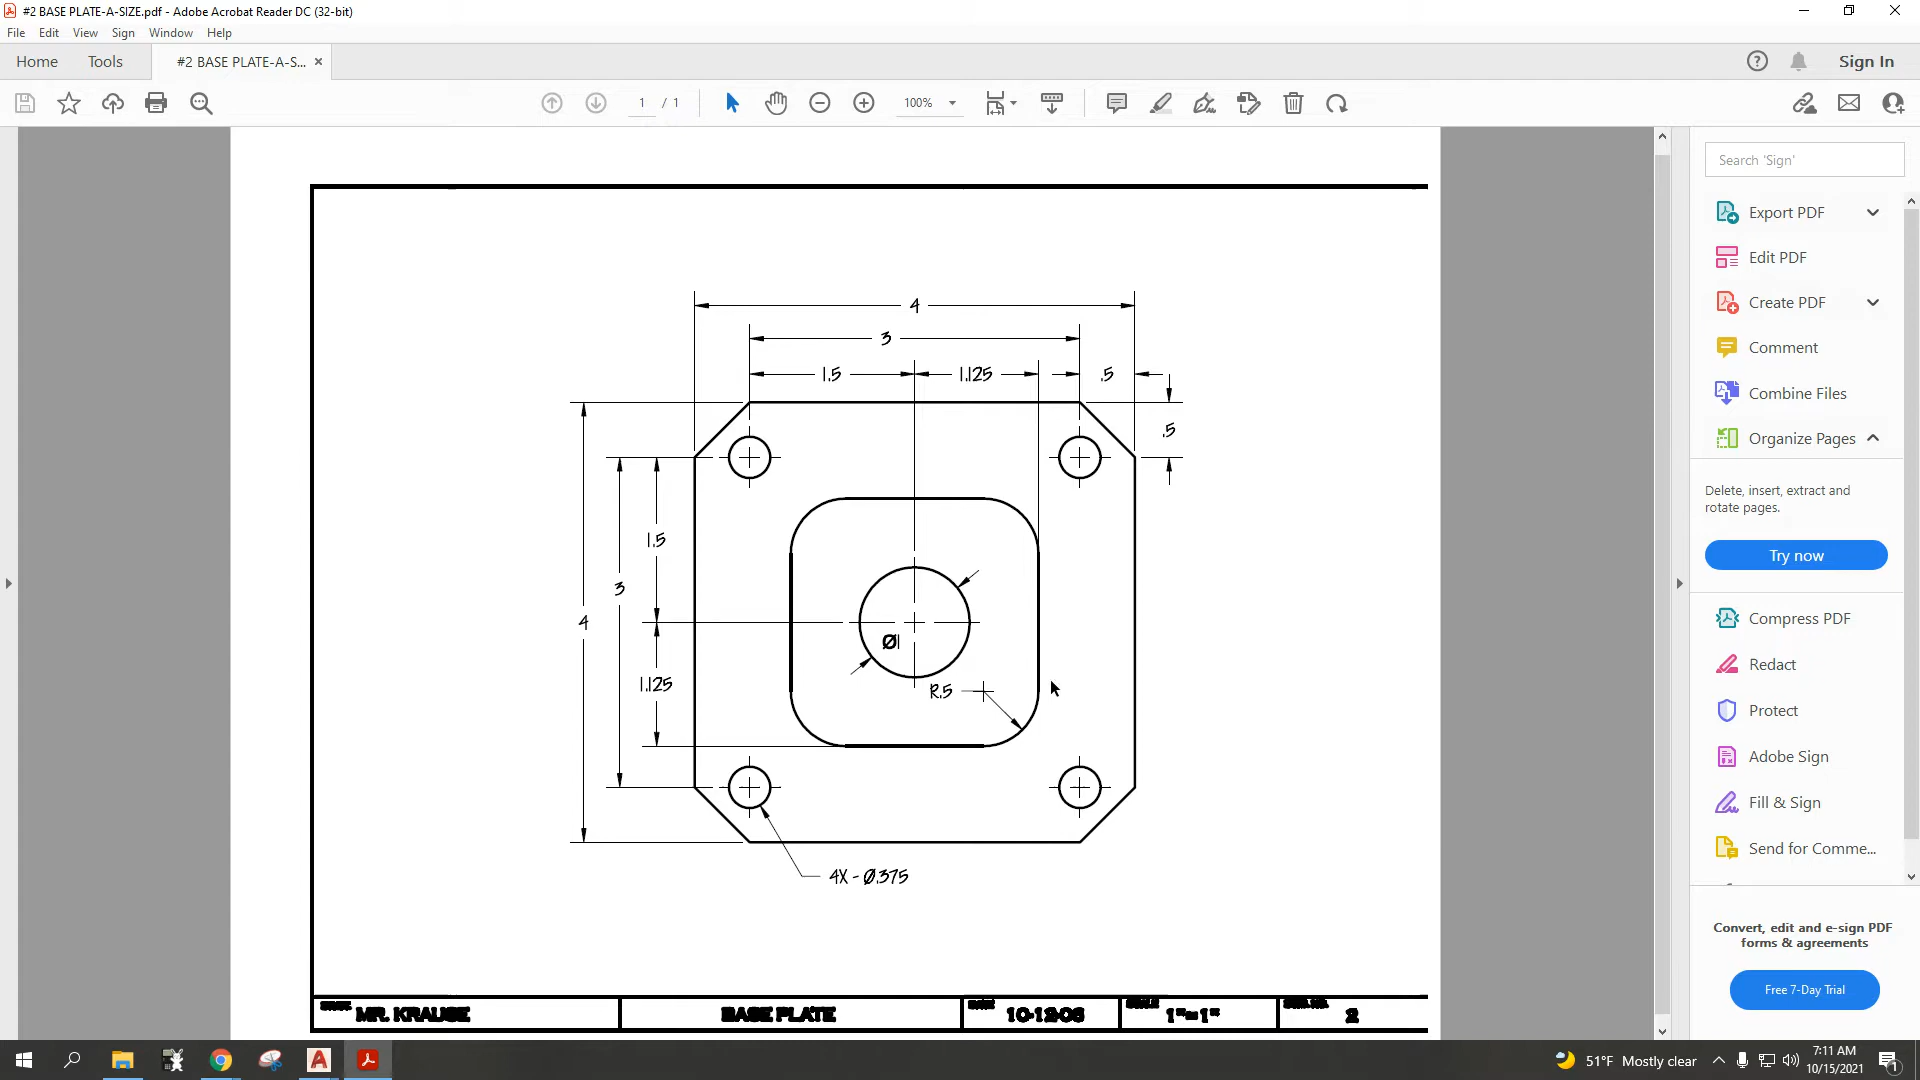 #2 BASE PLATE-A-SIZE.pdf - Adobe Acrobat Reader DC (32-bit)
File Edit View Sign Window Help
Home Tools #2 BASE PLATE-A-S... Sign In
1 / 1 100%
Search 'Sign'
Export PDF
Edit PDF
Create PDF
Comment
Combine Files
Organize Pages
Delete, insert, extract and
rotate pages.
Try now
Compress PDF
Redact
Protect
Adobe Sign
Fill & Sign
Send for Comme...
Convert, edit and e-sign PDF
forms & agreements
Free 7-Day Trial
4
3
1.5 1.125 .5
.5
1.5
3
4
Ø1
1.125
R.5
4X - Ø.375
MR. KRAUSE BASE PLATE DATE 10-12-06 1"=1" 2
51°F Mostly clear
7:11 AM
10/15/2021
1